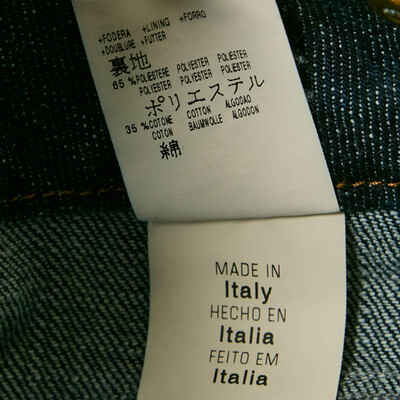 +FODERA +LINING +FORRO
+DOUBLURE +FUTTER
裏地
65 %POLIESTERE POLYESTER POLIÉSTER
POLYESTER POLYESTER POLIESTER
ポリエステル
35 %COTONE COTTON ALGODAO
COTON BAUMWOLLE ALGODON
綿
MADE IN
Italy
HECHO EN
Italia
FEITO EM
Italia